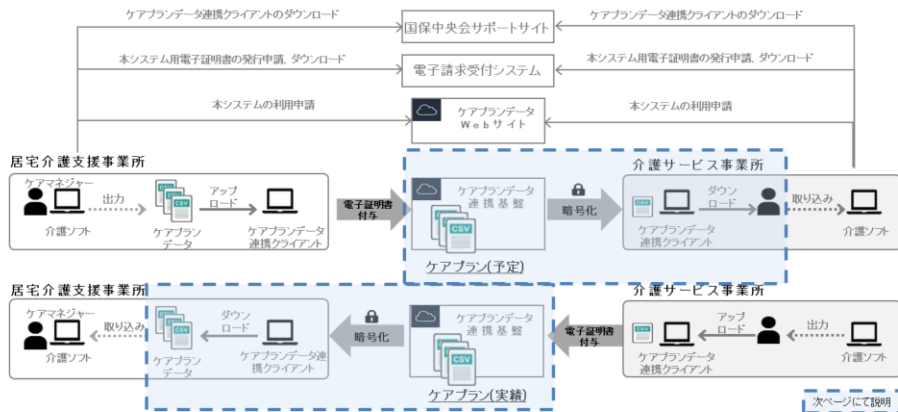 ケアプランデータ連携クライアントのダウンロード
国保中央会サポートサイト
ケアプランデータ連携クライアントのダウンロード
本システム用電子証明書の発行申請、ダウンロード
電子請求受付システム
本システム用電子証明書の発行申請、ダウンロード
本システムの利用申請
ケアプランデータ
Ｗｅｂサイト
本システムの利用申請
居宅介護支援事業所
ケアマネジャー
出力
介護ソフト
CSV
ケアプラン
データ
アップ
ロード
ケアプランデータ
連携クライアント
電子証明書
付与
ケアプランデータ
連携基盤
CSV
ケアプラン(予定)
暗号化
介護サービス事業所
CSV
ケアプランデータ
連携クライアント
ダウン
ロード
取り込み
介護ソフト
居宅介護支援事業所
ケアマネジャー
取り込み
介護ソフト
CSV
ケアプラン
データ
ダウン
ロード
ケアプランデータ連
携クライアント
暗号化
ケアプランデータ
連携基盤
CSV
ケアプラン(実績)
電子証明書
付与
介護サービス事業所
CSV
ケアプランデータ
連携クライアント
アップ
ロード
出力
介護ソフト
次ページにて説明